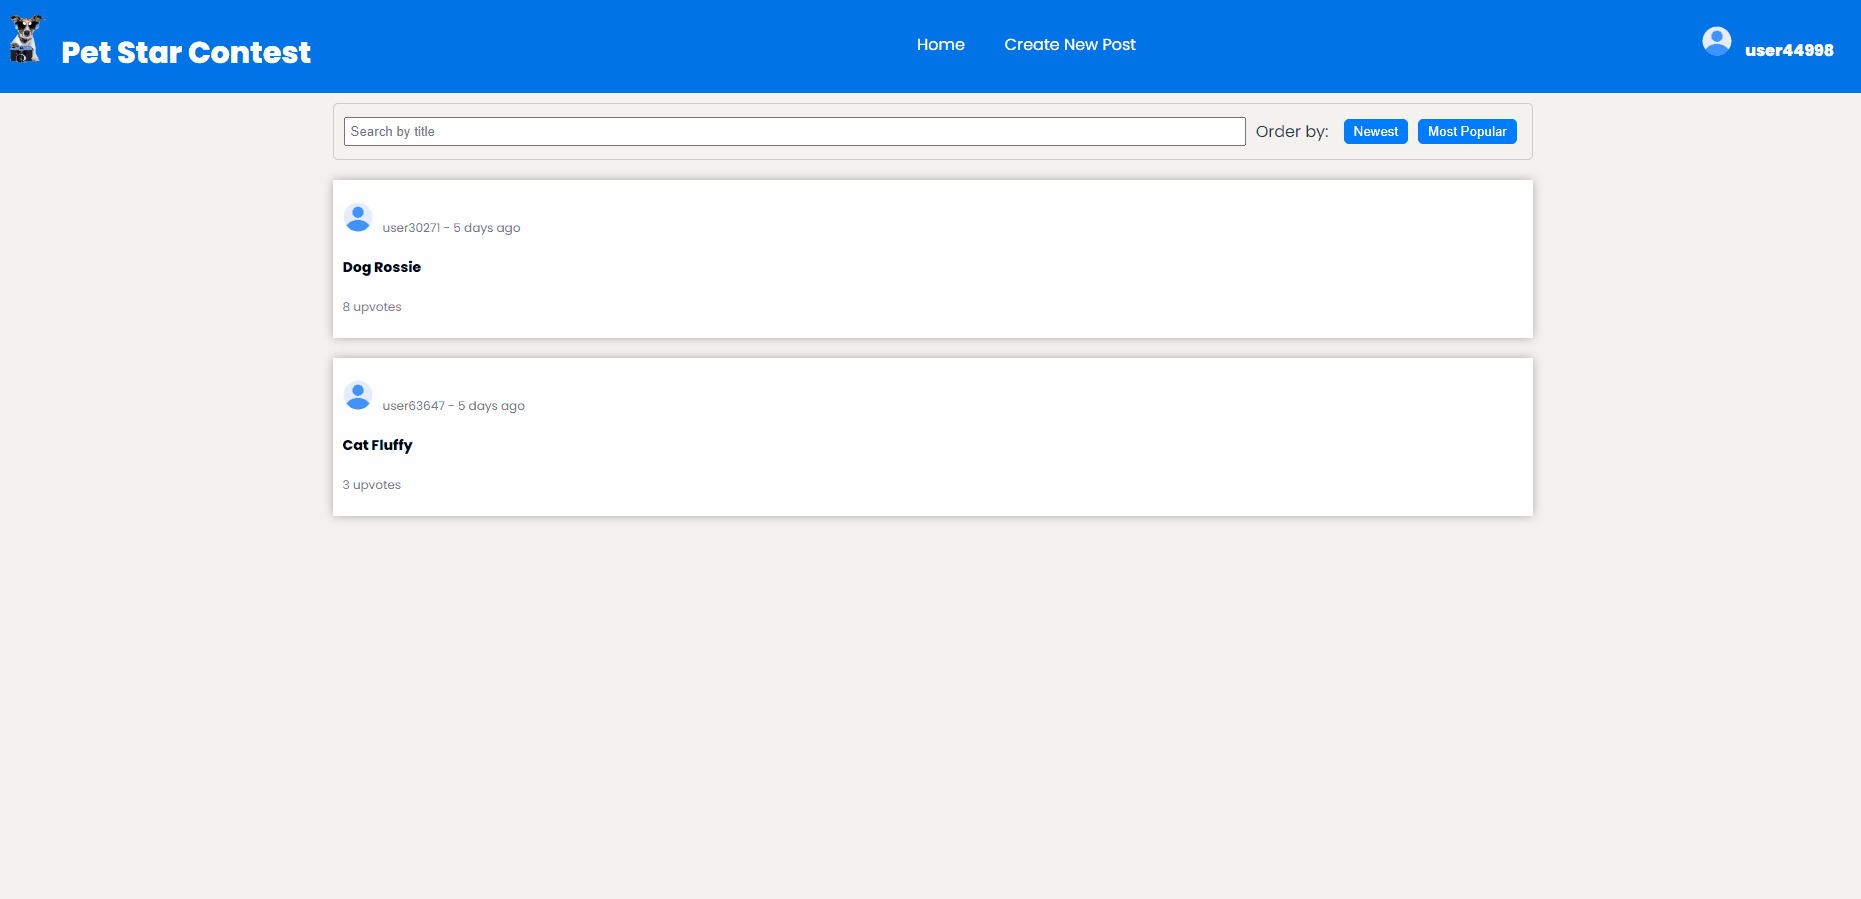 Pet Star Contest
Home Create New Post
user44998
Search by title Order by: Newest Most Popular
user30271 - 5 days ago
Dog Rossie
8 upvotes
user63647 - 5 days ago
Cat Fluffy
3 upvotes